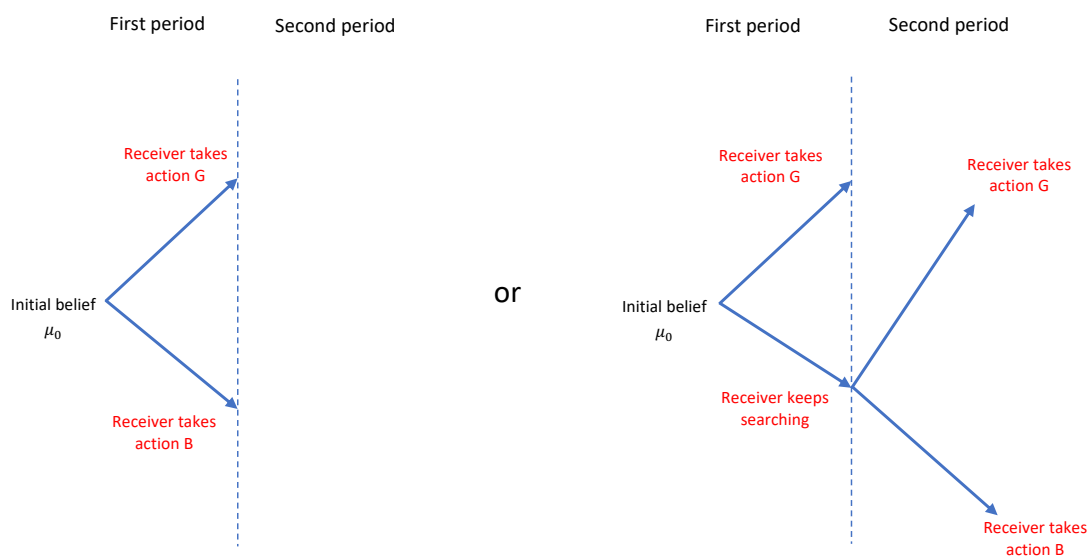 First period
Second period
Receiver takes
action G
Initial belief
μ₀
Receiver takes
action B
or
First period
Second period
Receiver takes
action G
Receiver takes
action G
Initial belief
μ₀
Receiver keeps
searching
Receiver takes
action B